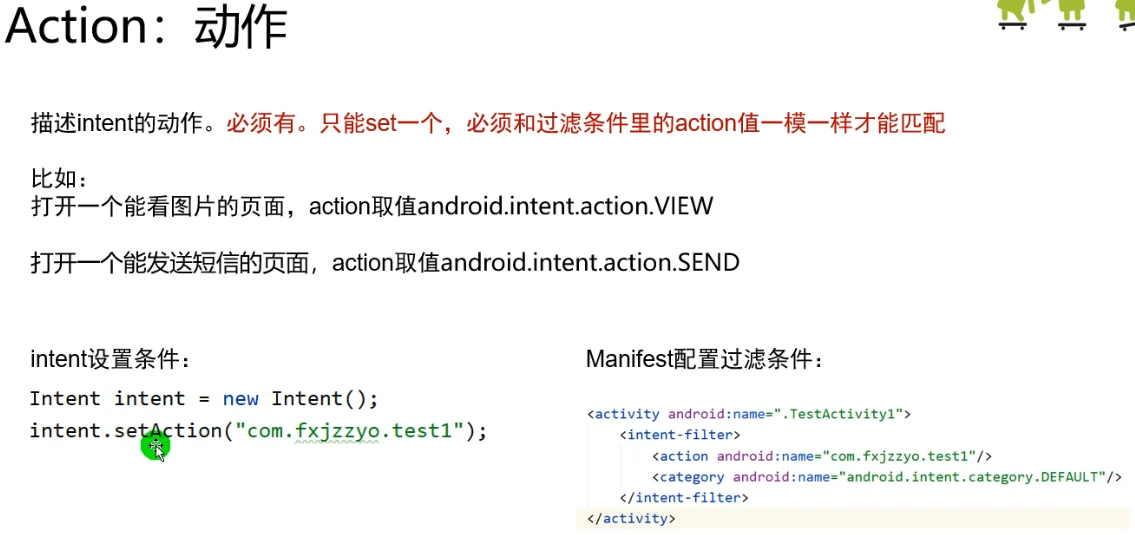 Action：动作
描述intent的动作。必须有。只能set一个，必须和过滤条件里的action值一模一样才能匹配
比如：
打开一个能看图片的页面，action取值android.intent.action.VIEW
打开一个能发送短信的页面，action取值android.intent.action.SEND
intent设置条件：
Intent intent = new Intent();
intent.setAction("com.fxjzzyo.test1");
Manifest配置过滤条件：
<activity android:name=".TestActivity1">
<intent-filter>
<action android:name="com.fxjzzyo.test1"/>
<category android:name="android.intent.category.DEFAULT"/>
</intent-filter>
</activity>